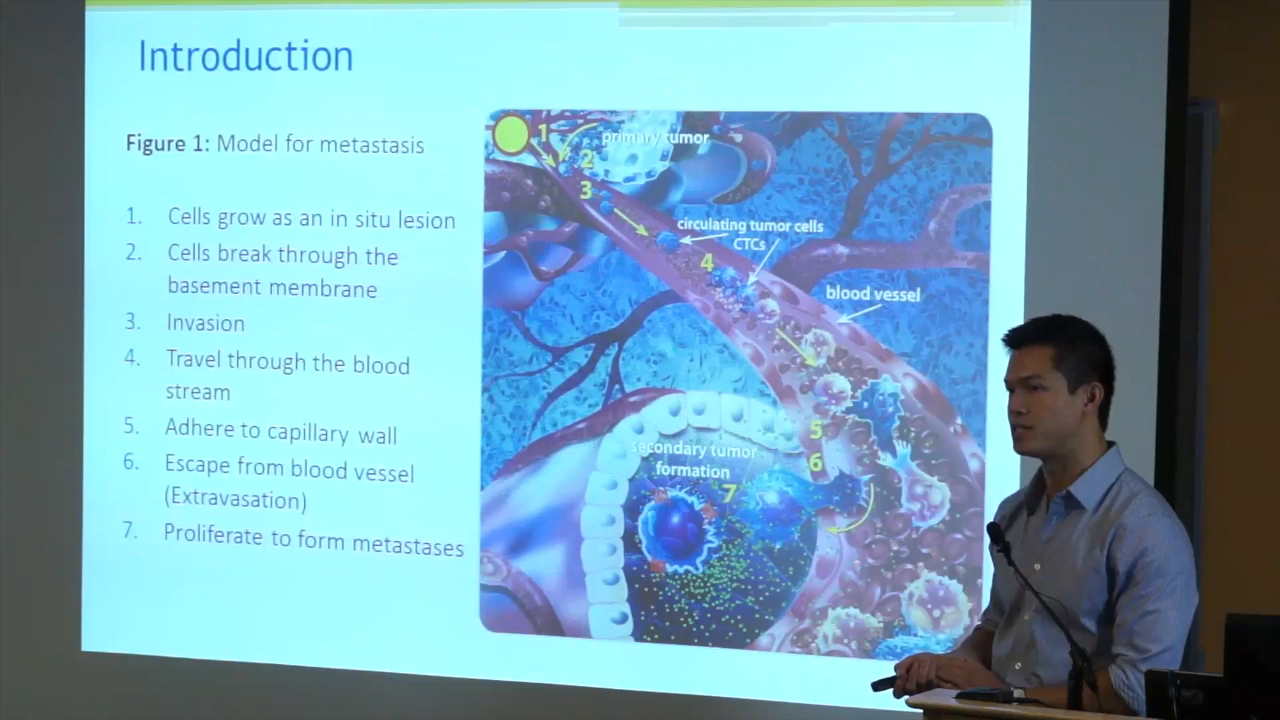 Introduction
Figure 1: Model for metastasis
1. Cells grow as an in situ lesion
2. Cells break through the
basement membrane
3. Invasion
4. Travel through the blood
stream
5. Adhere to capillary wall
6. Escape from blood vessel
(Extravasation)
7. Proliferate to form metastases
1
primary tumor
2
3
circulating tumor cells
CTCs
4
blood vessel
5
secondary tumor
6
formation
7